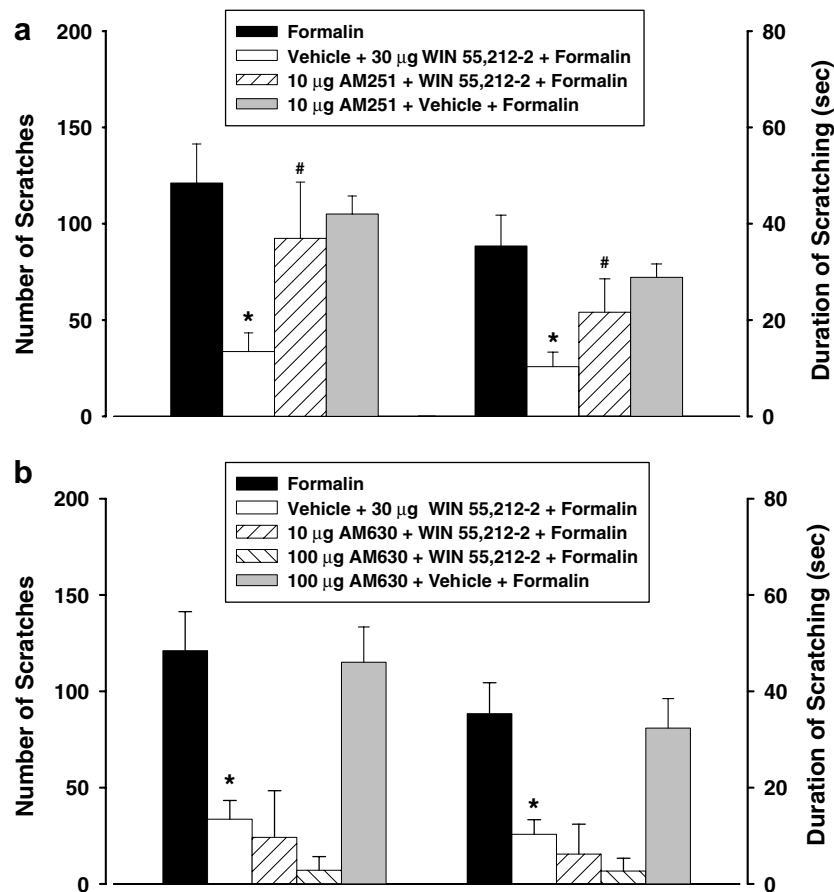 a
Formalin
Vehicle + 30 μg WIN 55,212-2 + Formalin
10 μg AM251 + WIN 55,212-2 + Formalin
10 μg AM251 + Vehicle + Formalin
Number of Scratches
200
150
100
50
0
*
#
*
#
80
60
40
20
0
Duration of Scratching (sec)
b
Formalin
Vehicle + 30 μg WIN 55,212-2 + Formalin
10 μg AM630 + WIN 55,212-2 + Formalin
100 μg AM630 + WIN 55,212-2 + Formalin
100 μg AM630 + Vehicle + Formalin
Number of Scratches
200
150
100
50
0
*
*
80
60
40
20
0
Duration of Scratching (sec)